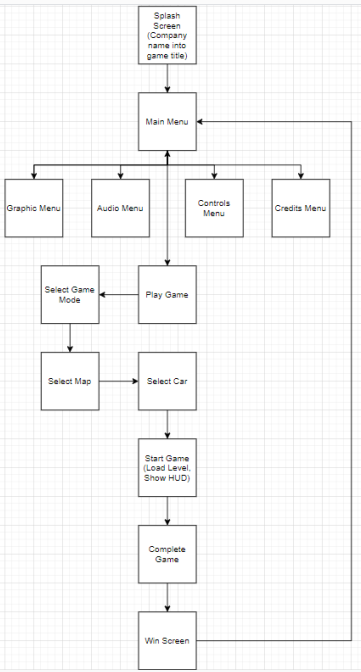 Splash
Screen
(Company
name into
game title)
Main Menu
Graphic Menu
Audio Menu
Controls
Menu
Credits Menu
Select Game
Mode
Play Game
Select Map
Select Car
Start Game
(Load Level,
Show HUD)
Complete
Game
Win Screen